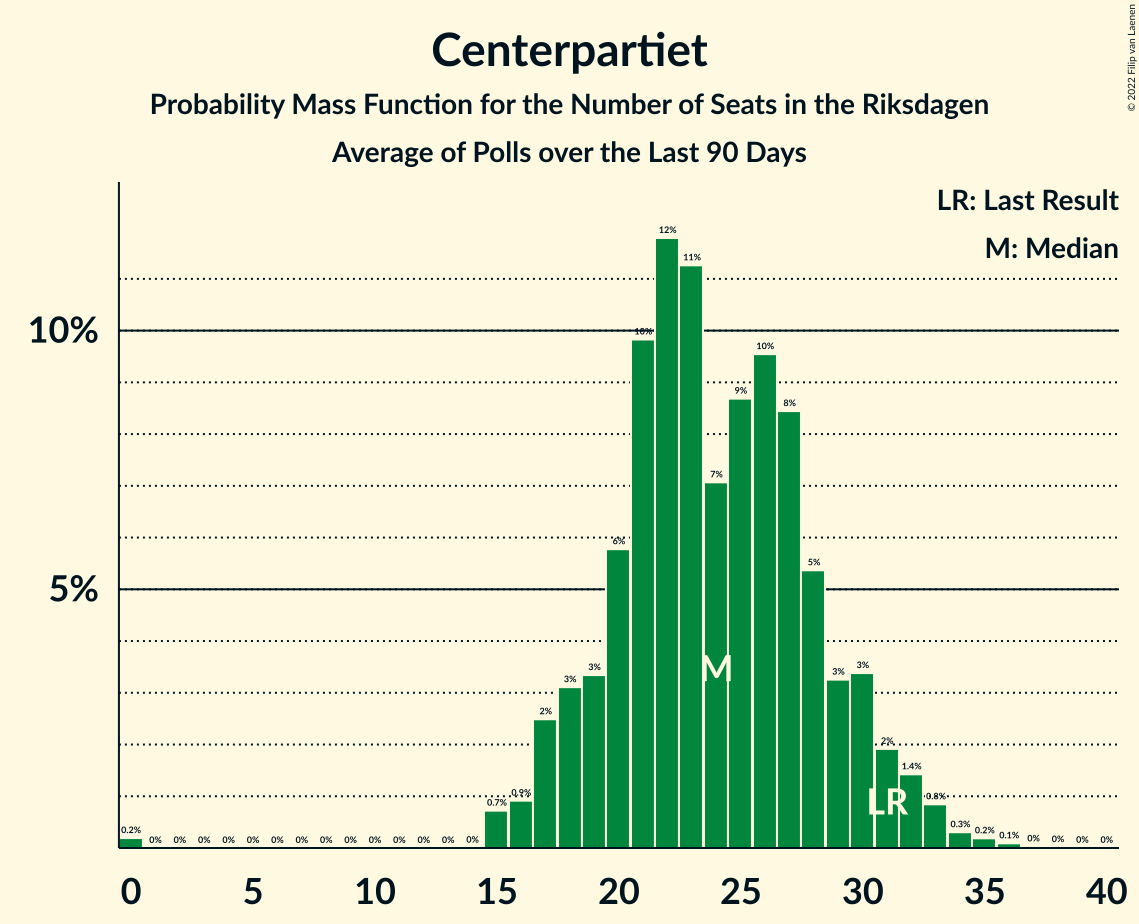 Centerpartiet
Probability Mass Function for the Number of Seats in the Riksdagen
Average of Polls over the Last 90 Days
© 2022 Filip van Laenen
LR: Last Result
M: Median
10%
5%
0.2% 0% 0% 0% 0% 0% 0% 0% 0% 0% 0% 0% 0% 0% 0% 0.7% 0.9% 2% 3% 3% 6% 10% 12% 11% 7% 9% 10% 8% 5% 3% 3% 2% 1.4% 0.8% 0.3% 0.2% 0.1% 0% 0% 0% 0%
M
LR
0 5 10 15 20 25 30 35 40